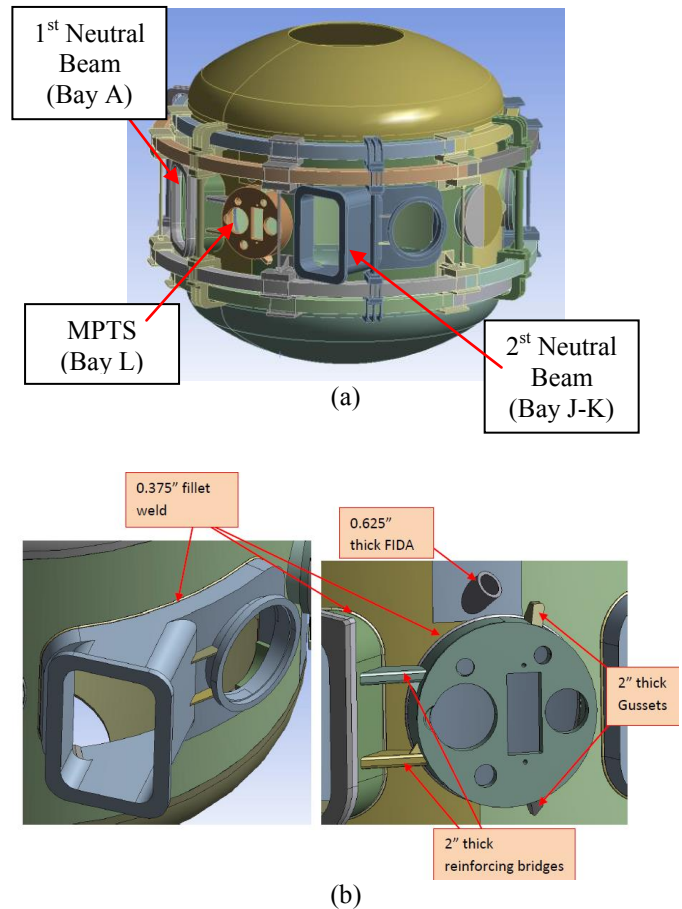 1st Neutral
Beam
(Bay A)
MPTS
(Bay L)
2st Neutral
Beam
(Bay J-K)
(a)
0.375” fillet
weld
0.625”
thick FIDA
2” thick
Gussets
2” thick
reinforcing bridges
(b)